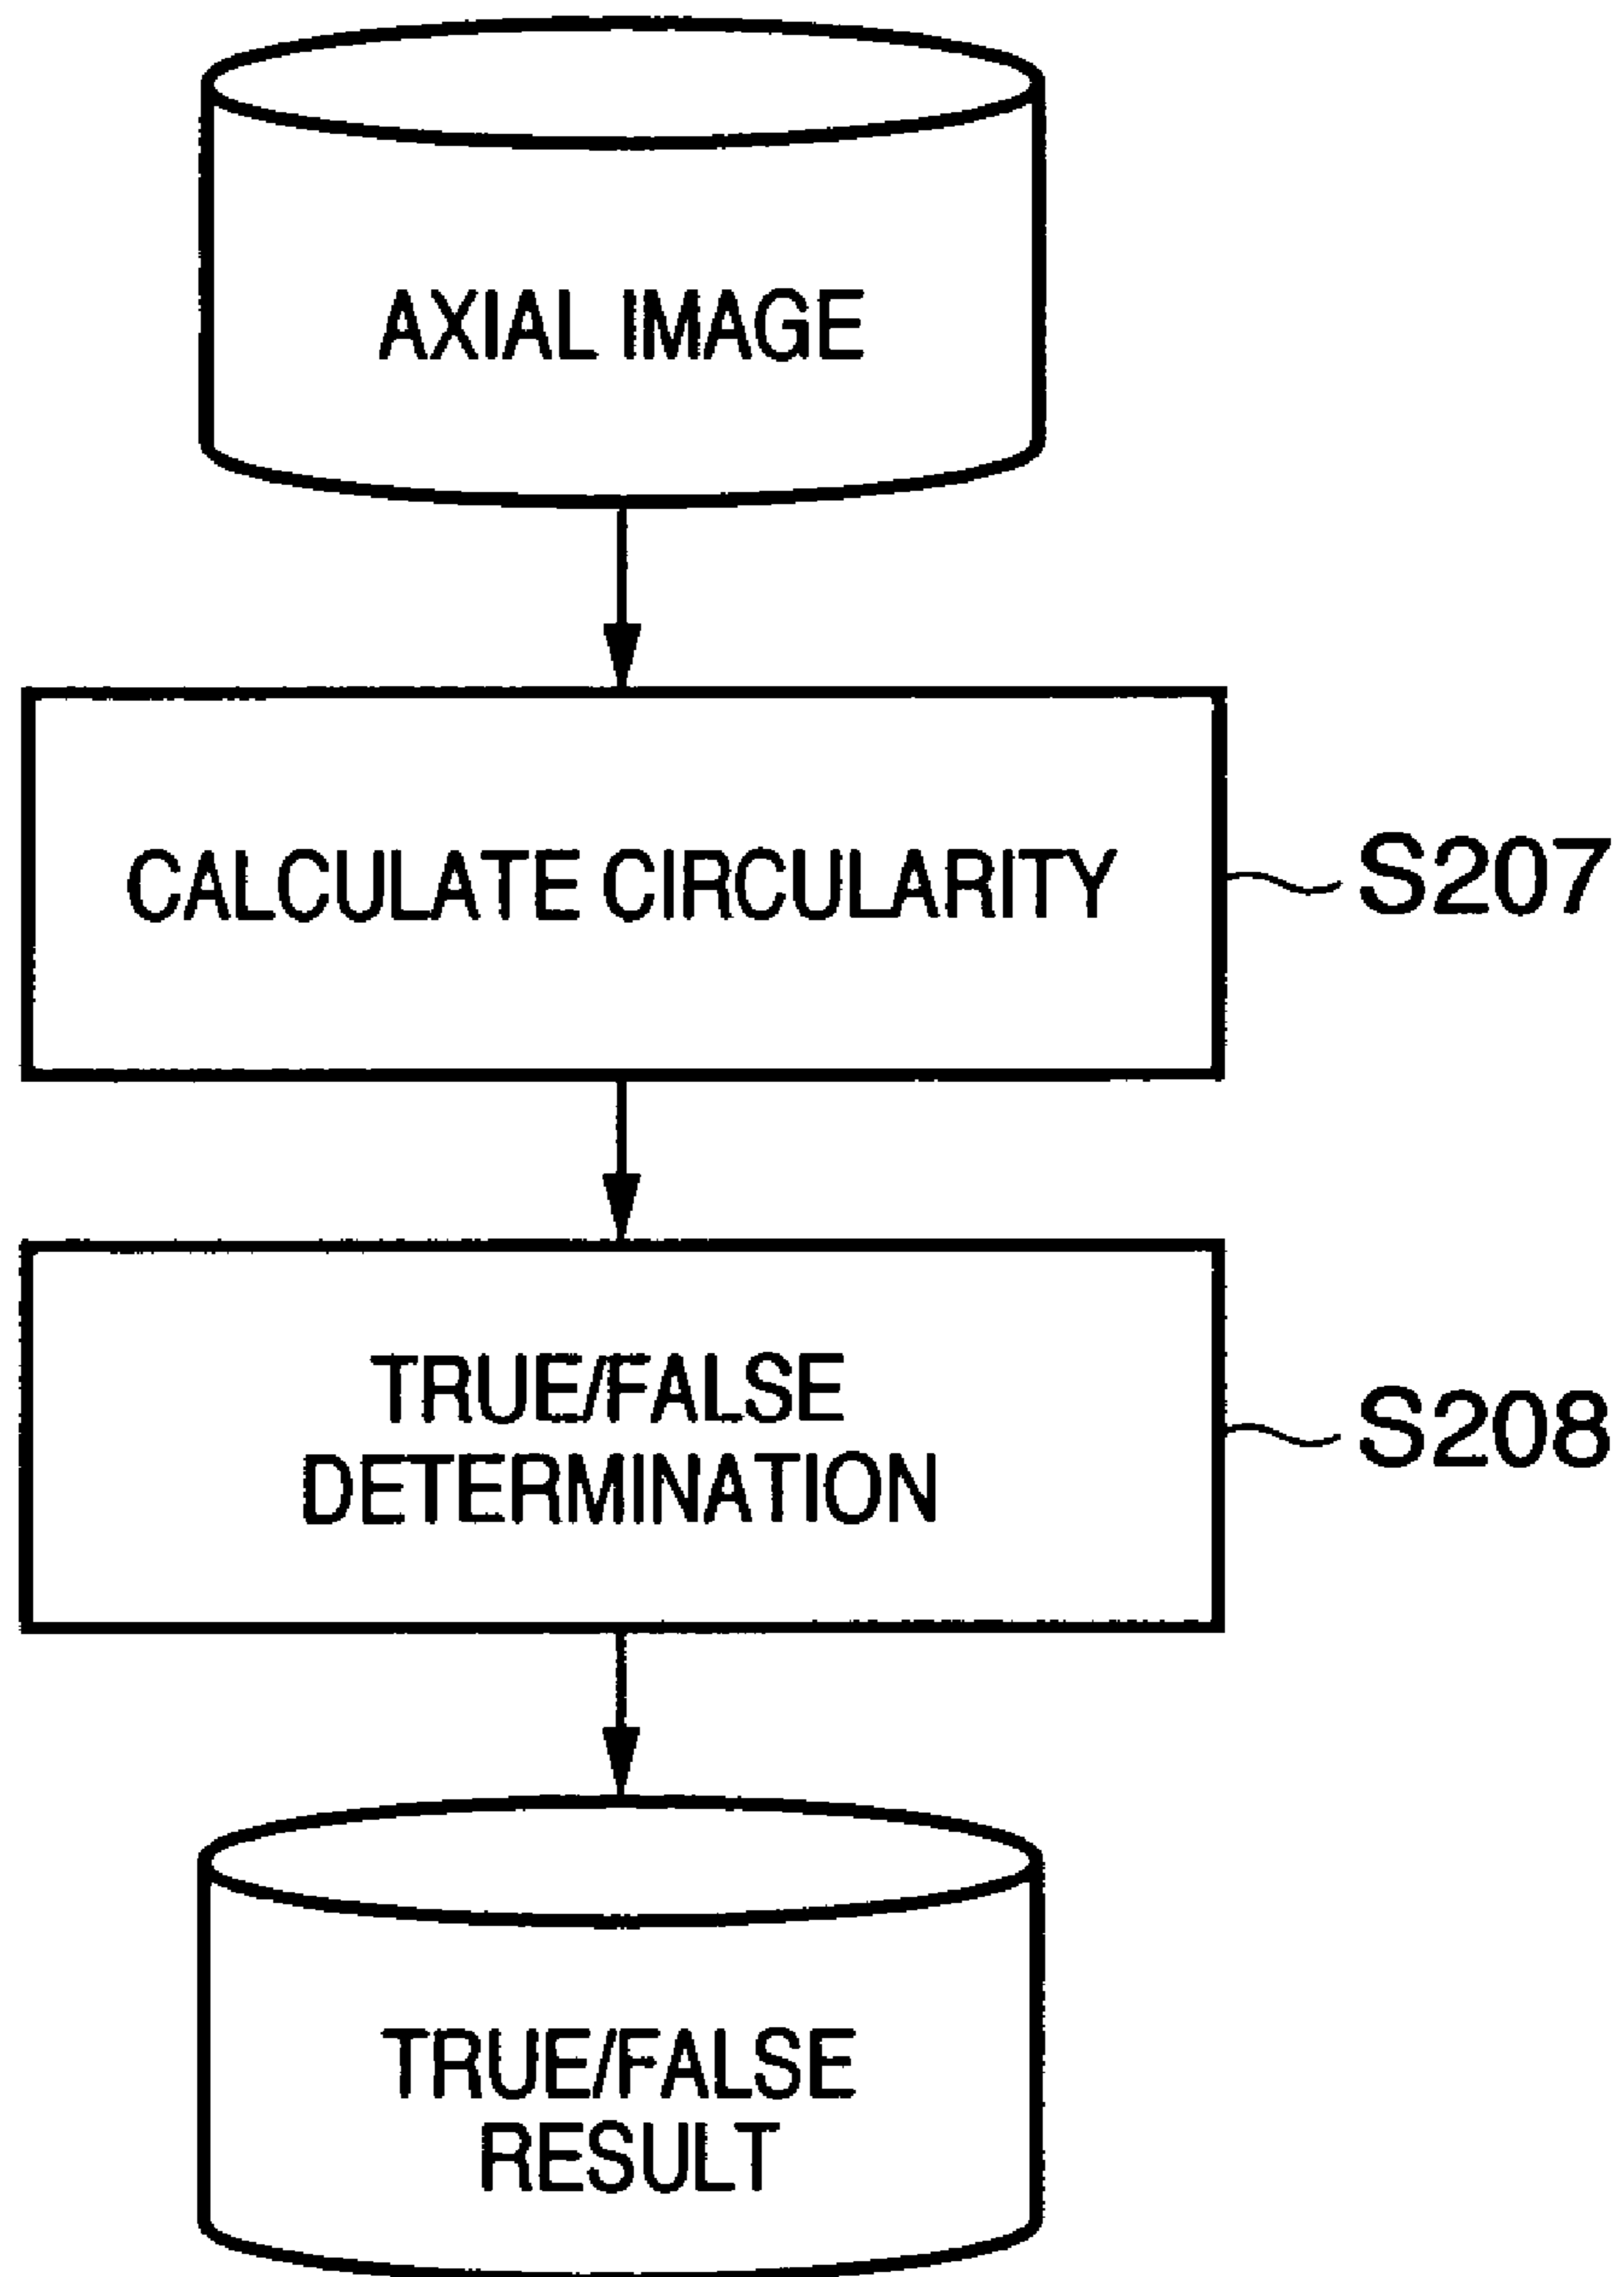 AXIAL IMAGE
CALCULATE CIRCULARITY
S207
TRUE/FALSE
DETERMINATION
S208
TRUE/FALSE
RESULT